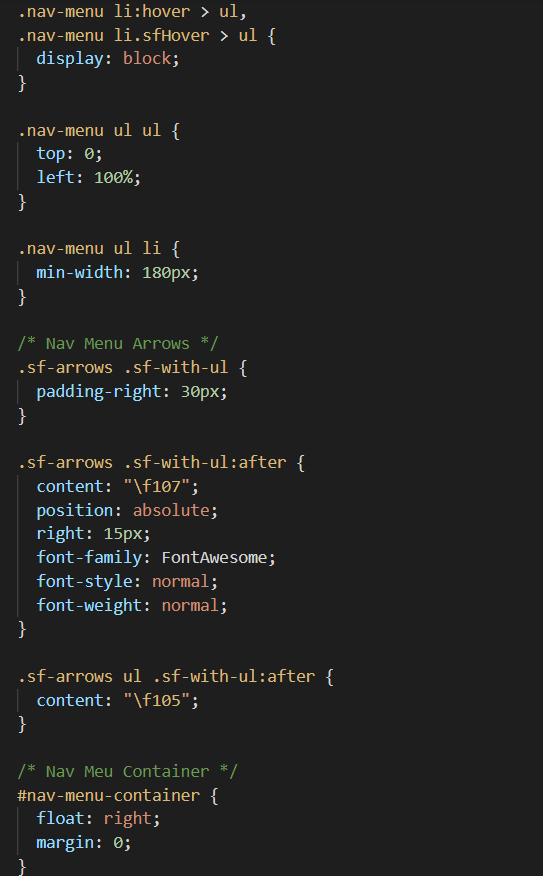 .nav-menu li:hover > ul,
.nav-menu li.sfHover > ul {
  display: block;
}

.nav-menu ul ul {
  top: 0;
  left: 100%;
}

.nav-menu ul li {
  min-width: 180px;
}

/* Nav Menu Arrows */
.sf-arrows .sf-with-ul {
  padding-right: 30px;
}

.sf-arrows .sf-with-ul:after {
  content: "\f107";
  position: absolute;
  right: 15px;
  font-family: FontAwesome;
  font-style: normal;
  font-weight: normal;
}

.sf-arrows ul .sf-with-ul:after {
  content: "\f105";
}

/* Nav Meu Container */
#nav-menu-container {
  float: right;
  margin: 0;
}